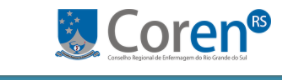 Coren RS
Conselho Regional de Enfermagem do Rio Grande do Sul